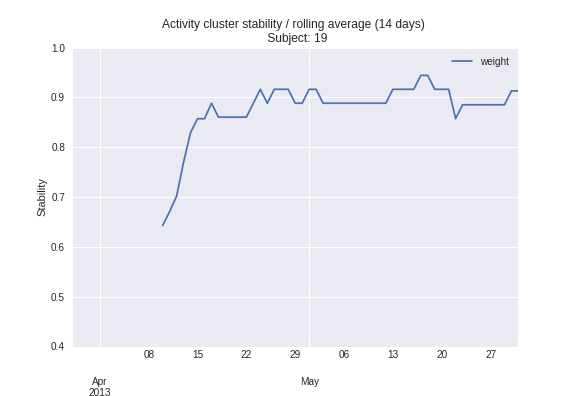 Activity cluster stability / rolling average (14 days)
Subject: 19
weight
1.0
0.9
0.8
0.7
0.6
0.5
0.4
Stability
08 15 22 29 06 13 20 27
Apr May
2013